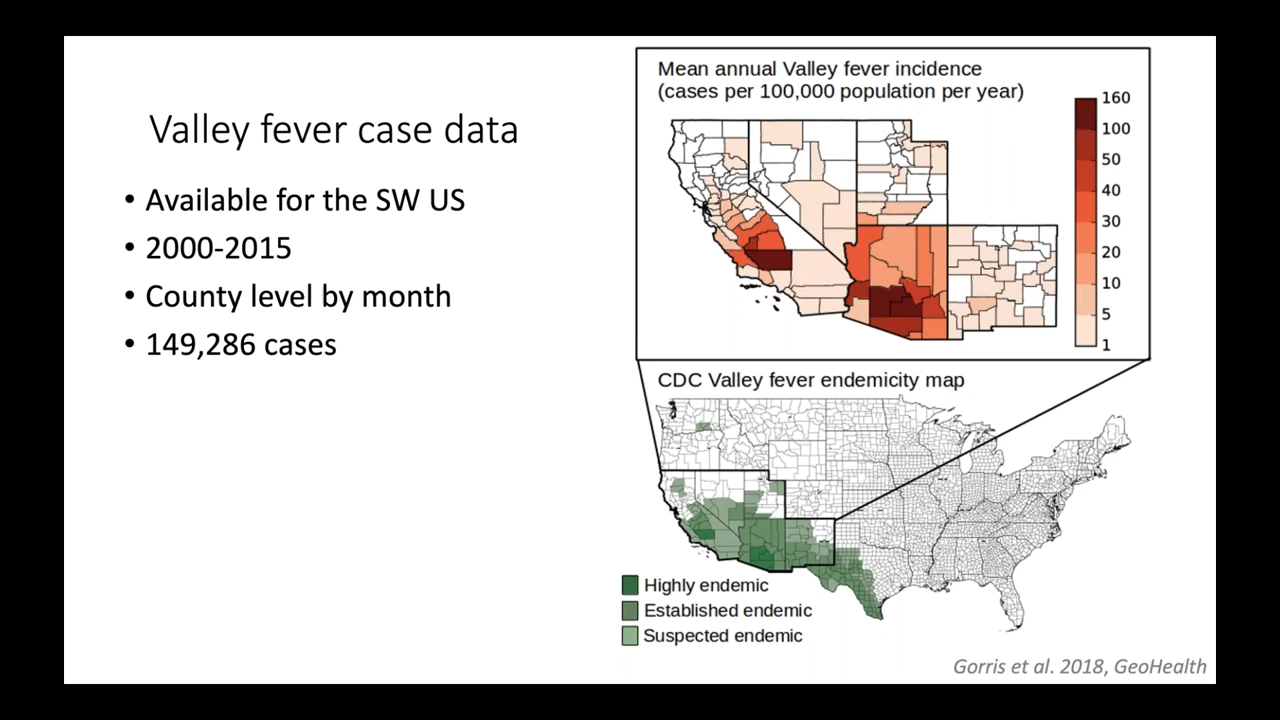 Valley fever case data
• Available for the SW US
• 2000-2015
• County level by month
• 149,286 cases
Mean annual Valley fever incidence
(cases per 100,000 population per year)
160
100
50
40
30
20
10
5
1
CDC Valley fever endemicity map
Highly endemic
Established endemic
Suspected endemic
Gorris et al. 2018, GeoHealth